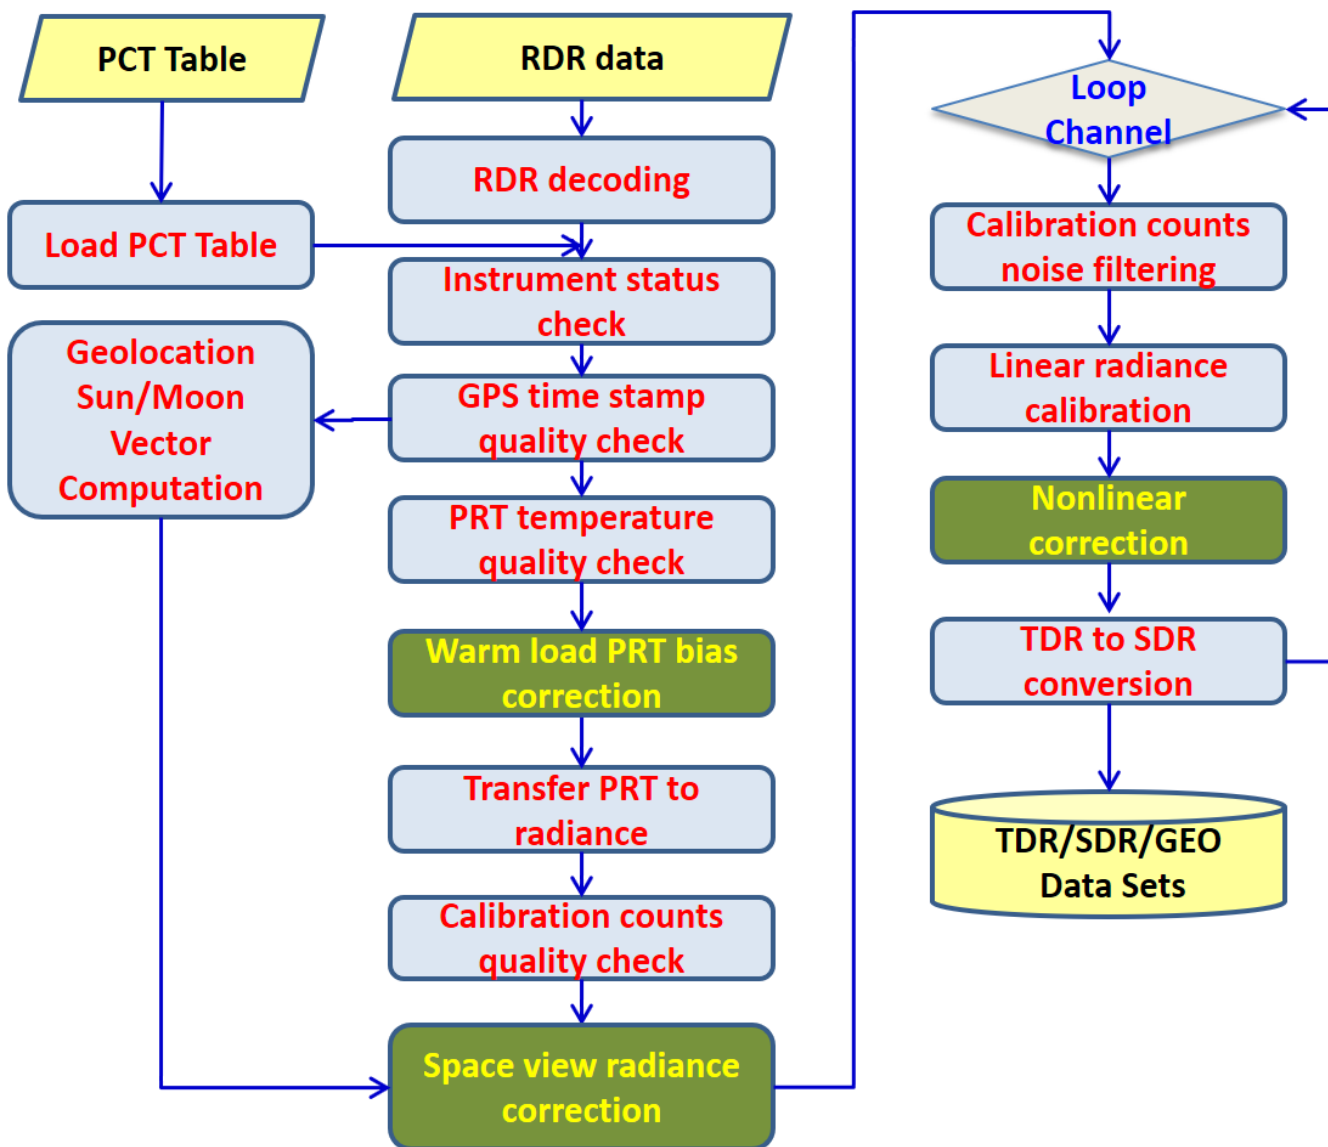 PCT Table
Load PCT Table
Geolocation
Sun/Moon
Vector
Computation
RDR data
RDR decoding
Instrument status
check
GPS time stamp
quality check
PRT temperature
quality check
Warm load PRT bias
correction
Transfer PRT to
radiance
Calibration counts
quality check
Space view radiance
correction
Loop
Channel
Calibration counts
noise filtering
Linear radiance
calibration
Nonlinear
correction
TDR to SDR
conversion
TDR/SDR/GEO
Data Sets